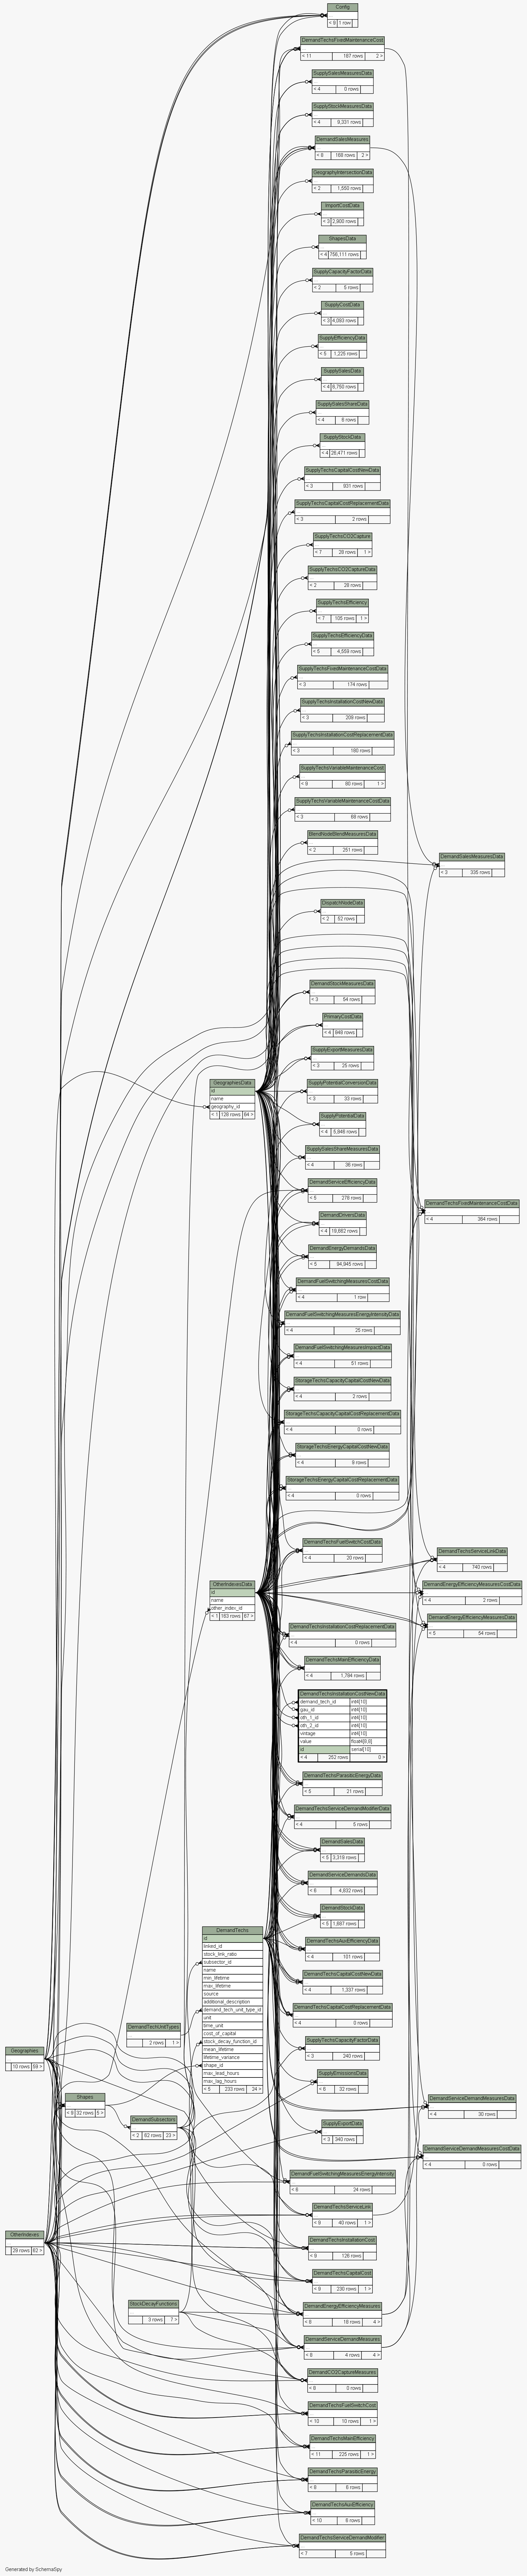 Config
< 8 1 row
DemandTechsFixedMaintenanceCost
< 11 187 rows 2 >
SupplySalesMeasuresData
< 4 0 rows
SupplyStockMeasuresData
< 4 9,331 rows
DemandSalesMeasures
< 8 168 rows 2 >
GeographyIntersectionData
< 2 1,550 rows
ImportCostData
< 3 2,800 rows
ShapesData
< 4 756,111 rows
SupplyCapacityFactorData
< 2 5 rows
SupplyCostData
< 3 4,093 rows
SupplyEfficiencyData
< 5 1,225 rows
SupplySalesData
< 4 8,750 rows
SupplySalesShareData
< 4 8 rows
SupplyStockData
< 4 26,471 rows
SupplyTechsCapitalCostNewData
< 3 931 rows
SupplyTechsCapitalCostReplacementData
< 3 2 rows
SupplyTechsCO2Capture
< 7 28 rows 1 >
SupplyTechsCO2CaptureData
< 2 28 rows
SupplyTechsEfficiency
< 7 105 rows 1 >
SupplyTechsEfficiencyData
< 5 4,559 rows
SupplyTechsFixedMaintenanceCostData
< 3 174 rows
SupplyTechsInstallationCostNewData
< 3 209 rows
SupplyTechsInstallationCostReplacementData
< 3 160 rows
SupplyTechsVariableMaintenanceCost
< 9 60 rows 1 >
SupplyTechsVariableMaintenanceCostData
< 3 68 rows
BlendNodeBlendMeasuresData
< 2 251 rows
DemandSalesMeasuresData
< 3 335 rows
DispatchNodeData
< 2 52 rows
DemandStockMeasuresData
< 3 54 rows
PrimaryCostData
< 4 949 rows
SupplyExportMeasuresData
< 3 25 rows
GeographiesData
id
name
geography_id
< 1 128 rows 64 >
SupplyPotentialConversionData
< 3 33 rows
SupplyPotentialData
< 4 5,846 rows
SupplySalesShareMeasuresData
< 4 36 rows
DemandServiceEfficiencyData
< 5 278 rows
DemandTechsFixedMaintenanceCostData
< 4 384 rows
DemandDriversData
< 4 19,882 rows
DemandEnergyDemandsData
< 5 94,945 rows
DemandFuelSwitchingMeasuresCostData
< 4 1 row
DemandFuelSwitchingMeasuresEnergyIntensityData
< 4 25 rows
DemandFuelSwitchingMeasuresImpactData
< 4 51 rows
StorageTechsCapacityCapitalCostNewData
< 4 2 rows
StorageTechsCapacityCapitalCostReplacementData
< 4 0 rows
StorageTechsEnergyCapitalCostNewData
< 4 9 rows
StorageTechsEnergyCapitalCostReplacementData
< 4 0 rows
DemandTechsFuelSwitchCostData
< 4 20 rows
DemandTechsServiceLinkData
< 4 740 rows
OtherIndexesData
id
name
other_index_id
< 1 163 rows 67 >
DemandEnergyEfficiencyMeasuresCostData
< 4 2 rows
DemandEnergyEfficiencyMeasuresData
< 5 54 rows
DemandTechsInstallationCostReplacementData
< 4 0 rows
DemandTechsMainEfficiencyData
< 4 1,784 rows
DemandTechsInstallationCostNewData
demand_tech_id int4[10]
gau_id int4[10]
oth_1_id int4[10]
oth_2_id int4[10]
vintage int4[10]
value float4[8,8]
id serial[10]
< 4 252 rows 0 >
DemandTechsParasiticEnergyData
< 5 21 rows
DemandTechsServiceDemandModifierData
< 4 5 rows
DemandSalesData
< 5 3,319 rows
DemandServiceDemandsData
< 6 4,832 rows
DemandStockData
< 5 1,887 rows
DemandTechs
id
linked_id
stock_link_ratio
subsector_id
name
min_lifetime
max_lifetime
source
additional_description
demand_tech_unit_type_id
unit
time_unit
cost_of_capital
stock_decay_function_id
mean_lifetime
lifetime_variance
shape_id
max_lead_hours
max_lag_hours
< 5 233 rows 24 >
DemandTechsAuxEfficiencyData
< 4 101 rows
DemandTechsCapitalCostNewData
< 4 1,337 rows
DemandTechsCapitalCostReplacementData
< 4 0 rows
DemandTechUnitTypes
2 rows 1 >
SupplyTechsCapacityFactorData
< 3 240 rows
Geographies
10 rows 59 >
SupplyEmissionsData
< 6 32 rows
Shapes
< 9 32 rows 5 >
DemandServiceDemandMeasuresData
< 4 30 rows
DemandSubsectors
< 2 82 rows 23 >
SupplyExportData
< 3 340 rows
DemandServiceDemandMeasuresCostData
< 4 0 rows
DemandFuelSwitchingMeasuresEnergyIntensity
< 6 24 rows
DemandTechsServiceLink
< 9 40 rows 1 >
OtherIndexes
29 rows 62 >
DemandTechsInstallationCost
< 9 126 rows
DemandTechsCapitalCost
< 9 230 rows 1 >
StockDecayFunctions
3 rows 7 >
DemandEnergyEfficiencyMeasures
< 8 18 rows 4 >
DemandServiceDemandMeasures
< 8 4 rows 4 >
DemandCO2CaptureMeasures
< 8 0 rows
DemandTechsFuelSwitchCost
< 10 10 rows 1 >
DemandTechsMainEfficiency
< 11 225 rows 1 >
DemandTechsParasiticEnergy
< 8 6 rows
DemandTechsAuxEfficiency
< 10 6 rows
DemandTechsServiceDemandModifier
< 7 5 rows
Generated by SchemaSpy